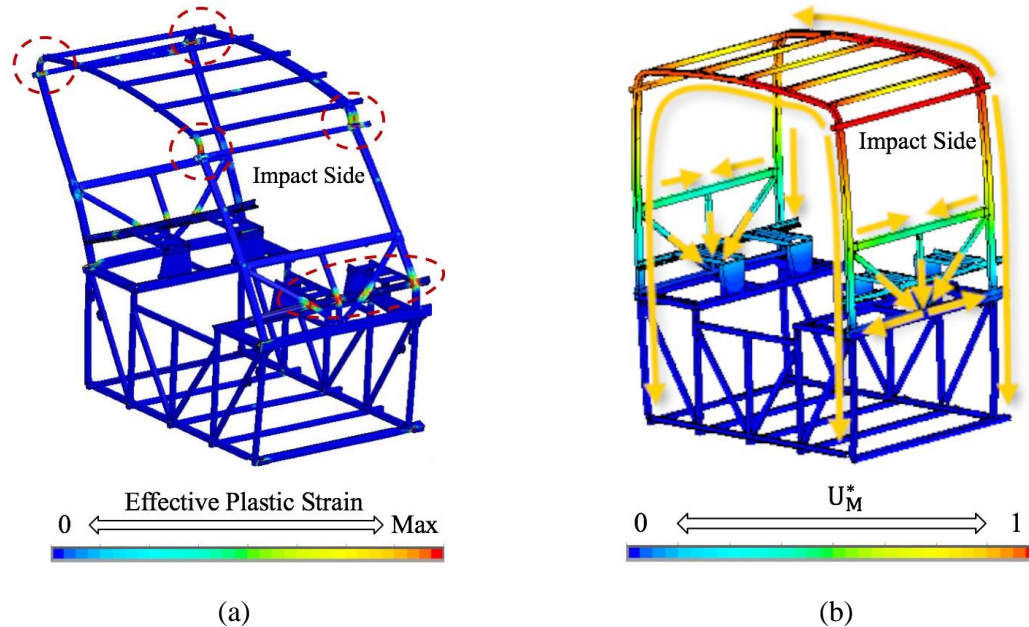 Impact Side
Impact Side
Effective Plastic Strain
0 Max
U*M
0 1
(a)
(b)